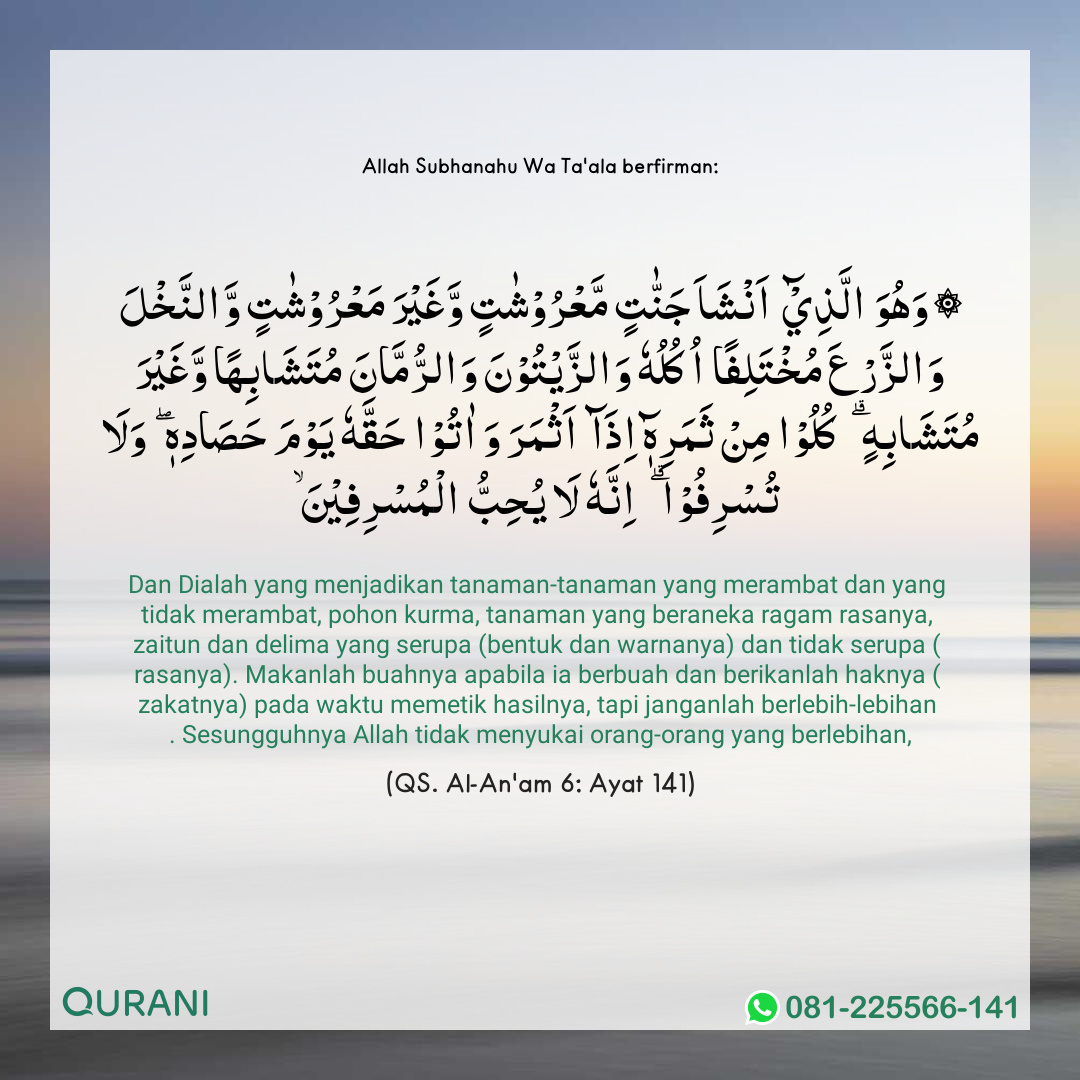 Allah Subhanahu Wa Ta'ala berfirman:
۞ وَهُوَ الَّذِيْٓ اَنْشَاَ جَنّٰتٍ مَّعْرُوْشٰتٍ وَّغَيْرَ مَعْرُوْشٰتٍ وَّالنَّخْلَ
وَالزَّرْعَ مُخْتَلِفًا اُكُلُهٗ وَالزَّيْتُوْنَ وَالرُّمَّانَ مُتَشَابِهًا وَّغَيْرَ
مُتَشَابِهٍۗ كُلُوْا مِنْ ثَمَرِهٖٓ اِذَآ اَثْمَرَ وَاٰتُوْا حَقَّهٗ يَوْمَ حَصَادِهٖۖ وَلَا
تُسْرِفُوْاۗ اِنَّهٗ لَا يُحِبُّ الْمُسْرِفِيْنَۙ
Dan Dialah yang menjadikan tanaman-tanaman yang merambat dan yang
tidak merambat, pohon kurma, tanaman yang beraneka ragam rasanya,
zaitun dan delima yang serupa (bentuk dan warnanya) dan tidak serupa (
rasanya). Makanlah buahnya apabila ia berbuah dan berikanlah haknya (
zakatnya) pada waktu memetik hasilnya, tapi janganlah berlebih-lebihan
. Sesungguhnya Allah tidak menyukai orang-orang yang berlebihan,
(QS. Al-An'am 6: Ayat 141)
QURANI
081-225566-141